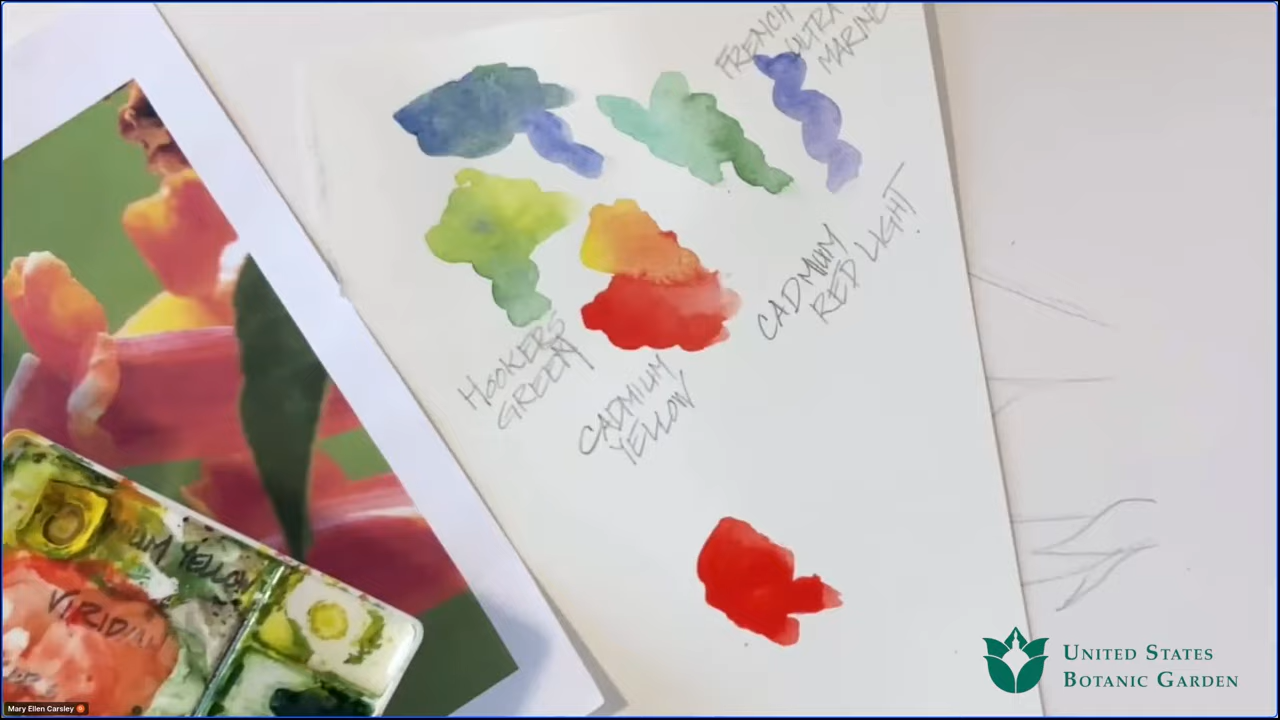 FRENCH
ULTRA
MARINE
CADMIUM
RED LIGHT
HOOKERS
GREEN
CADMIUM
YELLOW
YELLOW
VIRIDIAN
UNITED STATES
BOTANIC GARDEN
Mary Ellen Carsley